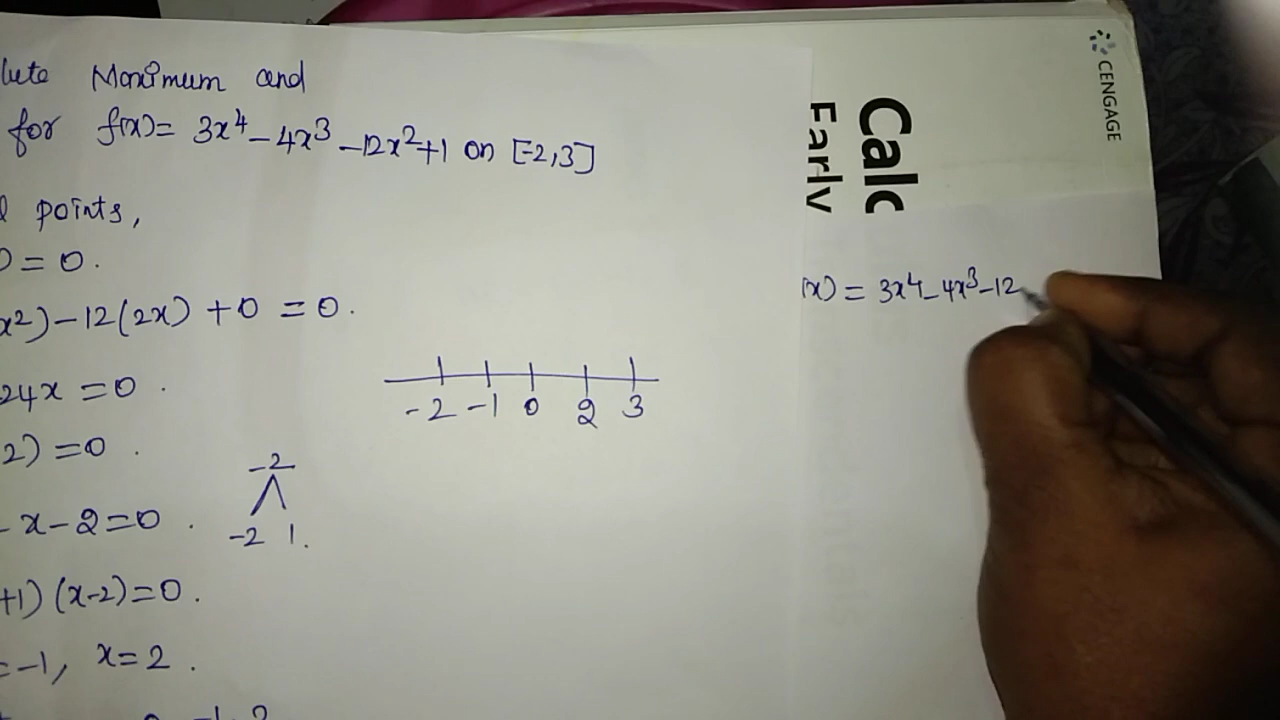 lute Maximum and
for f(x) = 3x⁴ - 4x³ - 12x² + 1 on [-2,3]
points,
) = 0.
x²) - 12(2x) + 0 = 0.
24x = 0.
2) = 0.
- x - 2 = 0.
-2
-2 1.
+1) (x-2) = 0.
= -1, x = 2.
-2 -1 0 2 3
CENGAGE
Calc
Early
(x) = 3x⁴ - 4x³ - 12